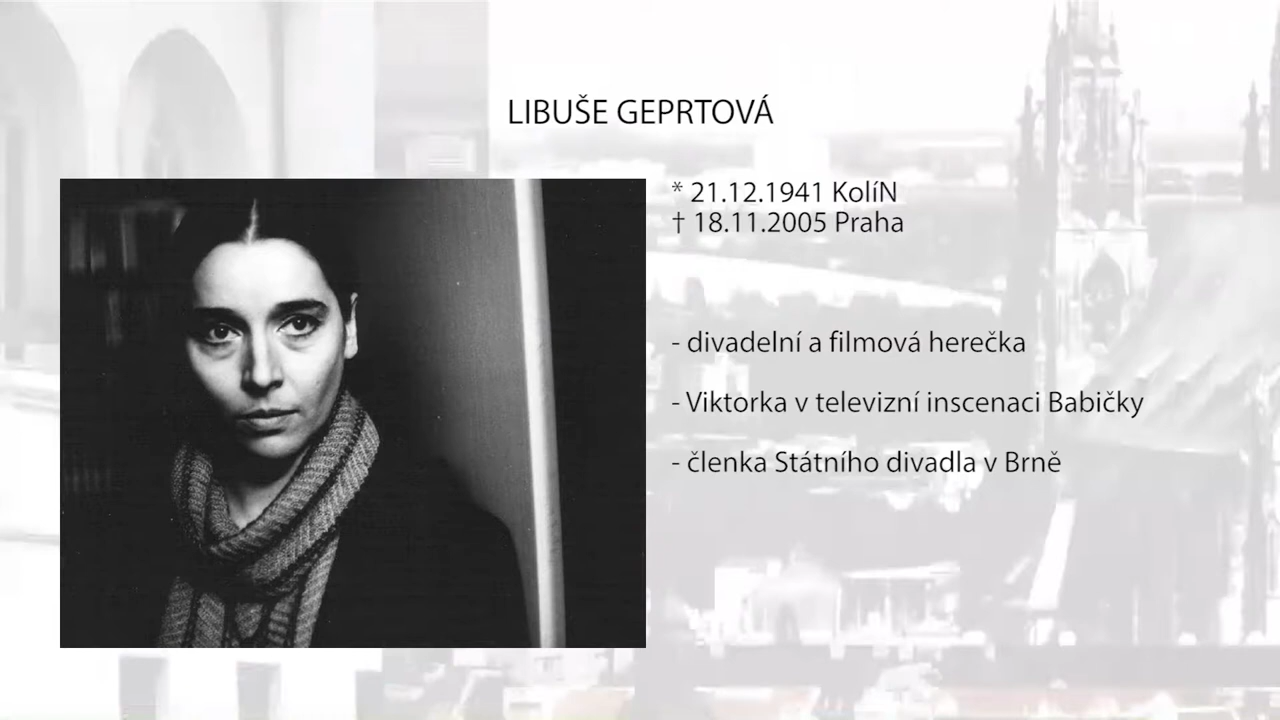 LIBUŠE GEPRTOVÁ
* 21.12.1941 KolíN
† 18.11.2005 Praha
- divadelní a filmová herečka
- Viktorka v televizní inscenaci Babičky
- členka Státního divadla v Brně